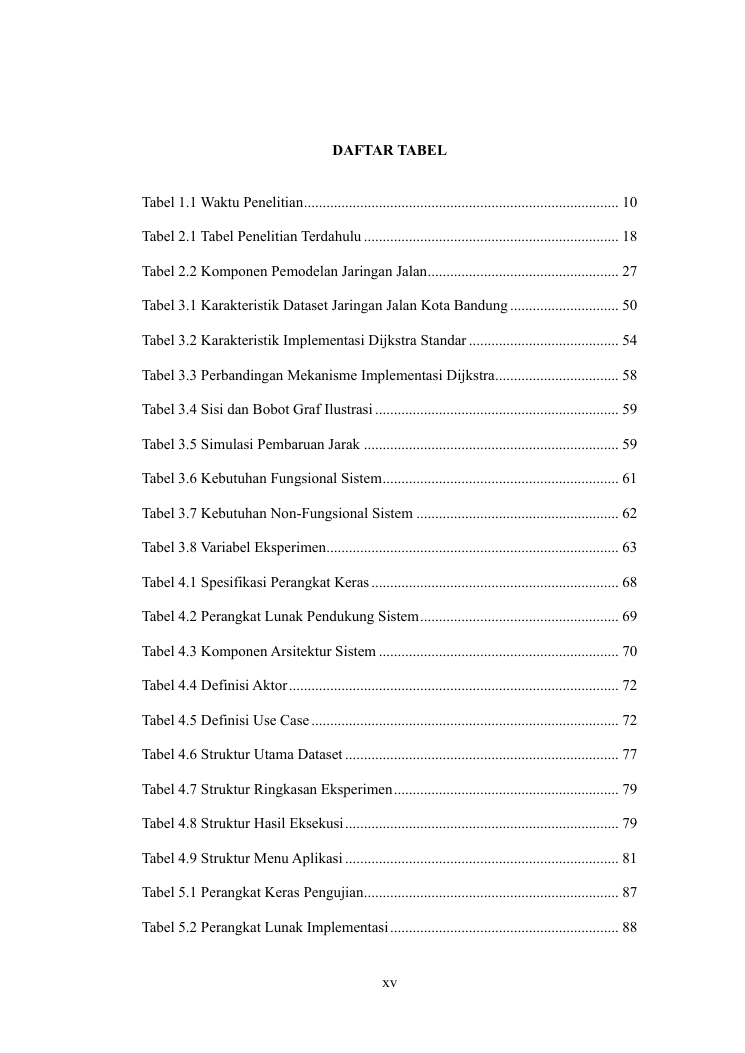 DAFTAR TABEL
Tabel 1.1 Waktu Penelitian.................................................................................... 10
Tabel 2.1 Tabel Penelitian Terdahulu .................................................................... 18
Tabel 2.2 Komponen Pemodelan Jaringan Jalan................................................... 27
Tabel 3.1 Karakteristik Dataset Jaringan Jalan Kota Bandung ............................. 50
Tabel 3.2 Karakteristik Implementasi Dijkstra Standar ........................................ 54
Tabel 3.3 Perbandingan Mekanisme Implementasi Dijkstra................................. 58
Tabel 3.4 Sisi dan Bobot Graf Ilustrasi ................................................................. 59
Tabel 3.5 Simulasi Pembaruan Jarak .................................................................... 59
Tabel 3.6 Kebutuhan Fungsional Sistem............................................................... 61
Tabel 3.7 Kebutuhan Non-Fungsional Sistem ...................................................... 62
Tabel 3.8 Variabel Eksperimen.............................................................................. 63
Tabel 4.1 Spesifikasi Perangkat Keras .................................................................. 68
Tabel 4.2 Perangkat Lunak Pendukung Sistem..................................................... 69
Tabel 4.3 Komponen Arsitektur Sistem ................................................................ 70
Tabel 4.4 Definisi Aktor........................................................................................ 72
Tabel 4.5 Definisi Use Case .................................................................................. 72
Tabel 4.6 Struktur Utama Dataset ......................................................................... 77
Tabel 4.7 Struktur Ringkasan Eksperimen............................................................ 79
Tabel 4.8 Struktur Hasil Eksekusi......................................................................... 79
Tabel 4.9 Struktur Menu Aplikasi ......................................................................... 81
Tabel 5.1 Perangkat Keras Pengujian.................................................................... 87
Tabel 5.2 Perangkat Lunak Implementasi............................................................. 88
xv